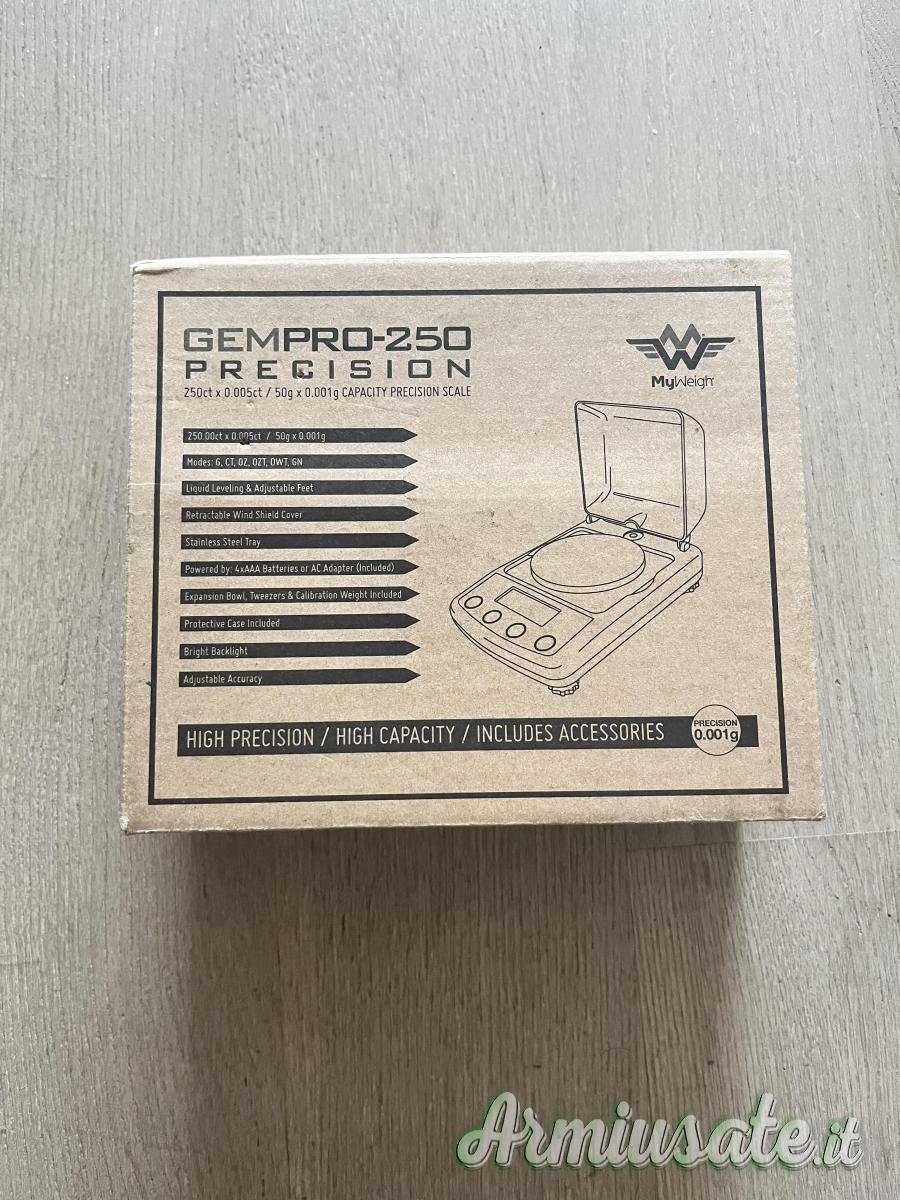 GEMPRO-250
PRECISION
250ct x 0.005ct / 50g x 0.001g CAPACITY PRECISION SCALE
MyWeigh
250.00ct x 0.005ct / 50g x 0.001g
Modes: G, CT, OZ, OZT, DWT, GN
Liquid Leveling & Adjustable Feet
Retractable Wind Shield Cover
Stainless Steel Tray
Powered by: 4xAAA Batteries or AC Adapter (Included)
Expansion Bowl, Tweezers & Calibration Weight Included
Protective Case Included
Bright Backlight
Adjustable Accuracy
HIGH PRECISION / HIGH CAPACITY / INCLUDES ACCESSORIES
PRECISION
0.001g
Armiusate.it